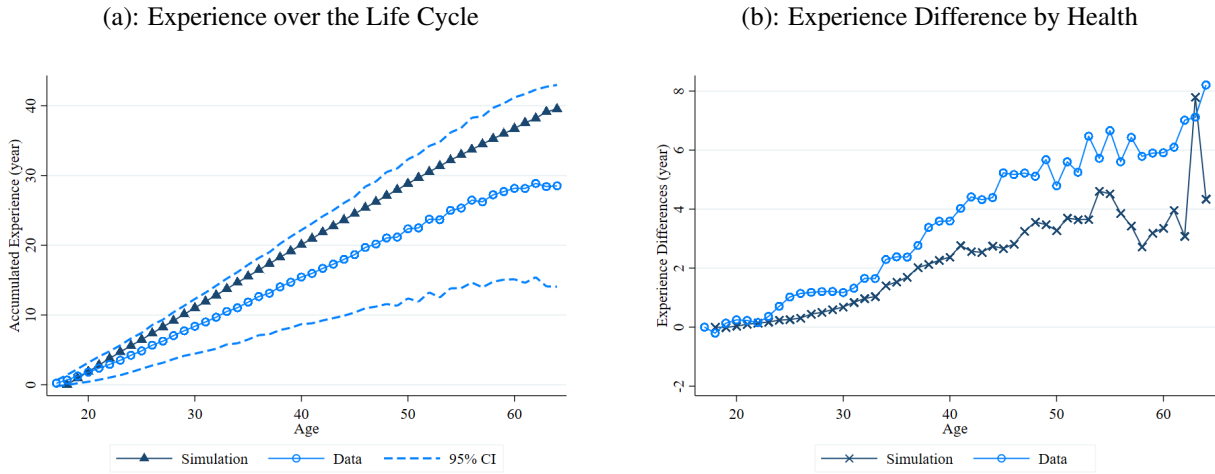 (a): Experience over the Life Cycle
Accumulated Experience (year)
40
30
20
10
0
20 30 40 50 60
Age
Simulation Data 95% CI
(b): Experience Difference by Health
Experience Differences (year)
8
6
4
2
0
-2
20 30 40 50 60
Age
Simulation Data